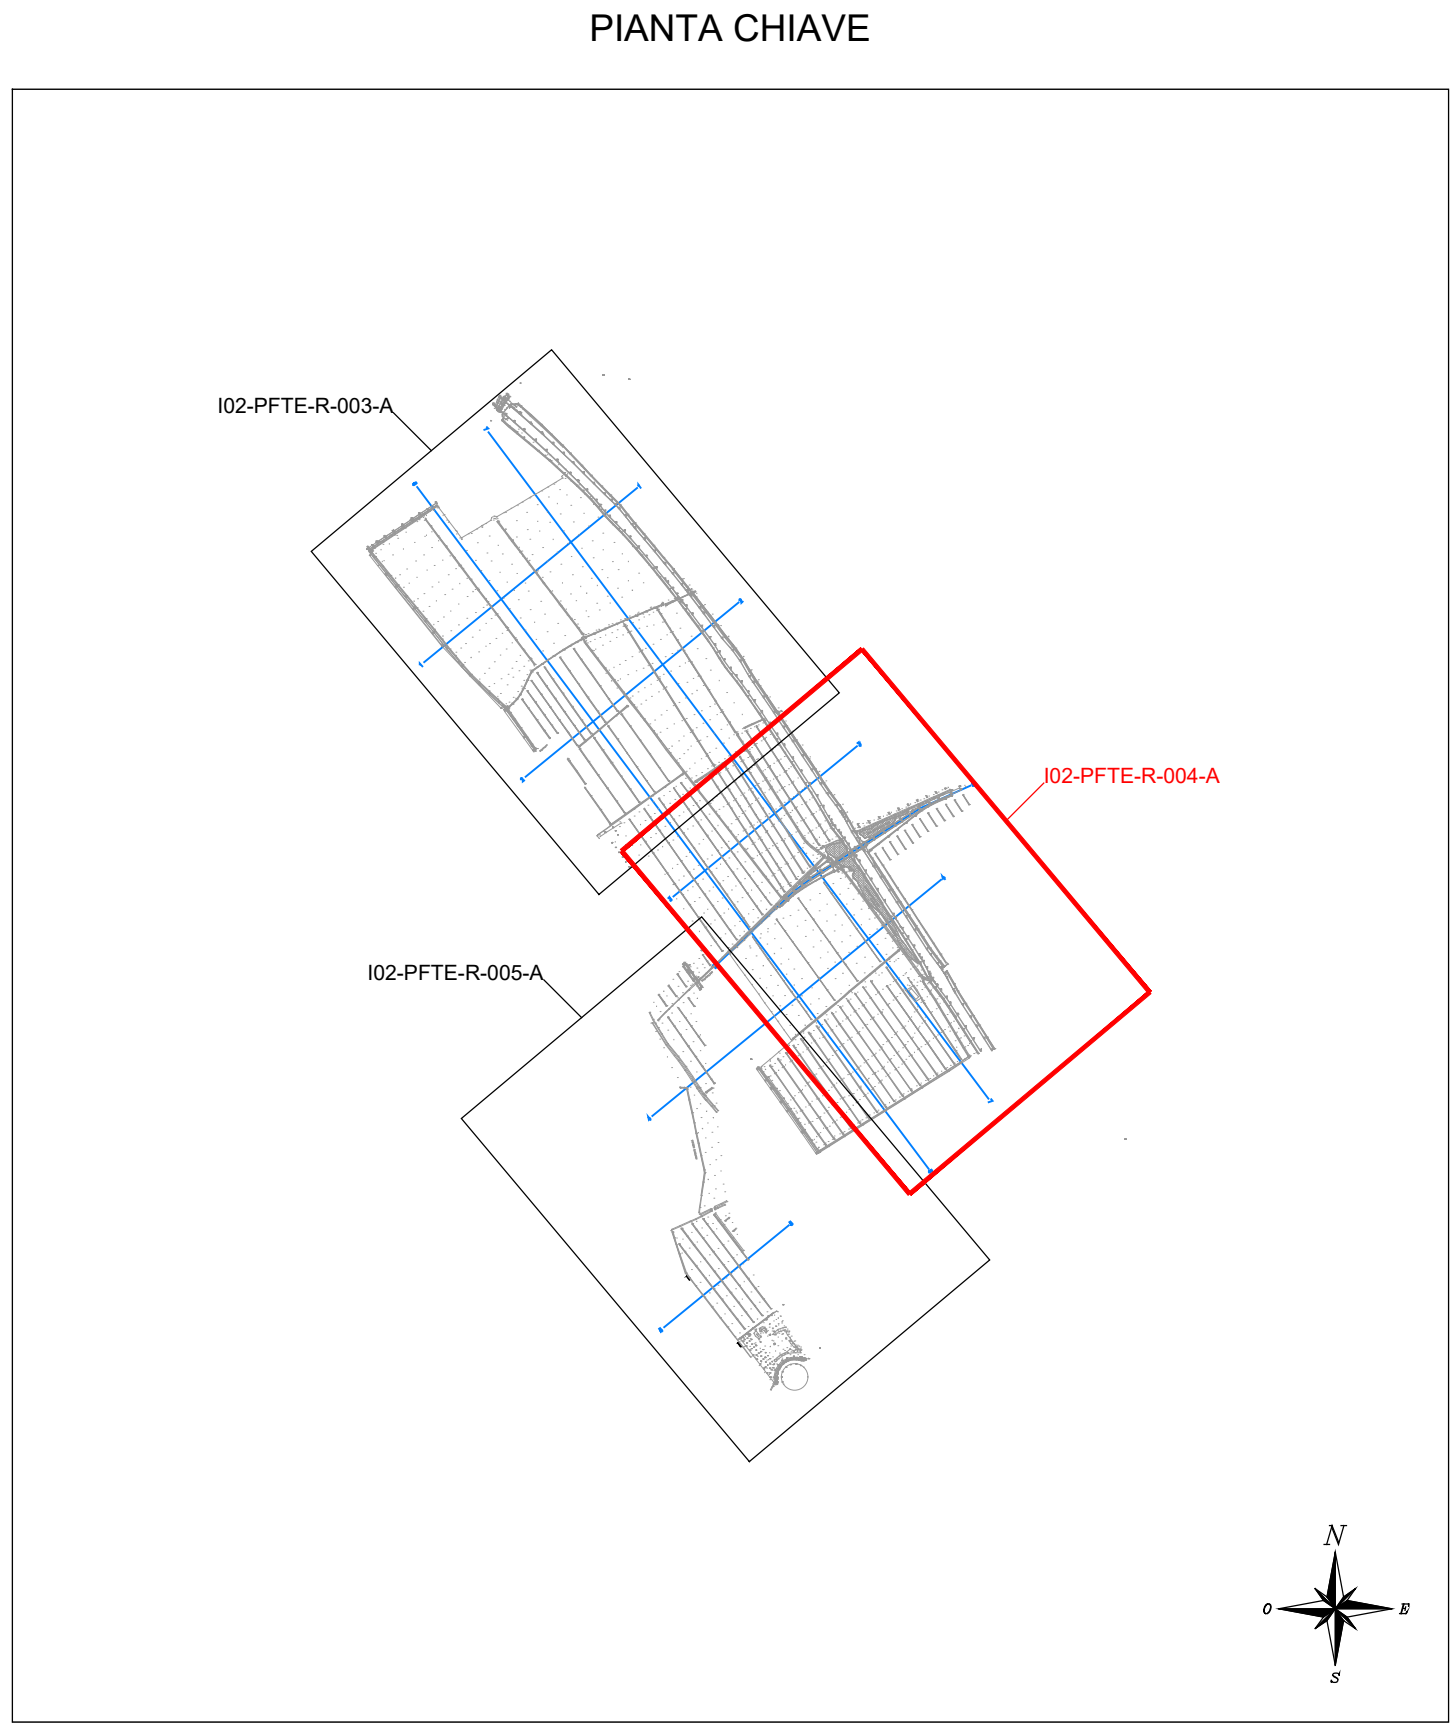 PIANTA CHIAVE
I02-PFTE-R-003-A
I02-PFTE-R-004-A
I02-PFTE-R-005-A
N
O
E
S